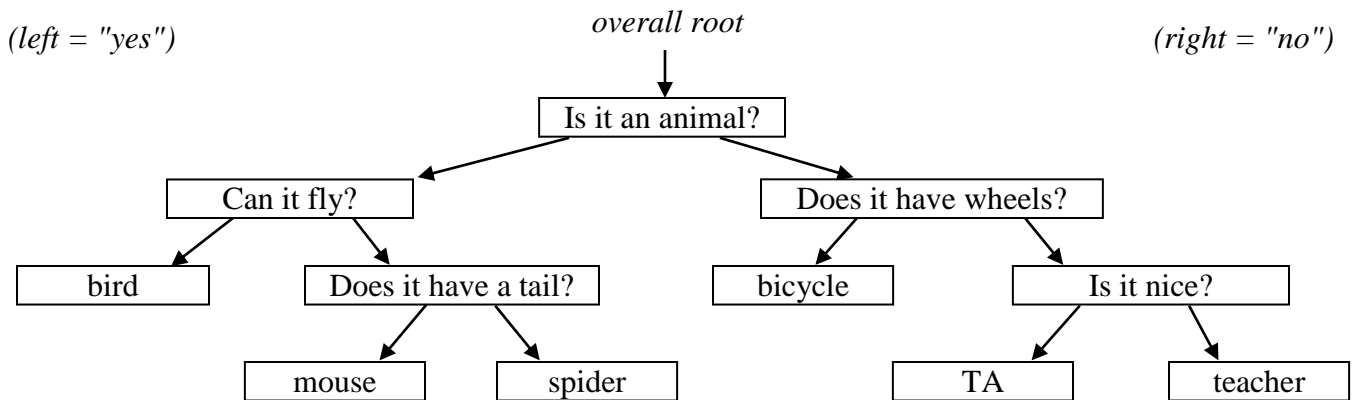 overall root
(left = "yes")
(right = "no")
Is it an animal?
Can it fly?
Does it have wheels?
bird
Does it have a tail?
bicycle
Is it nice?
mouse
spider
TA
teacher